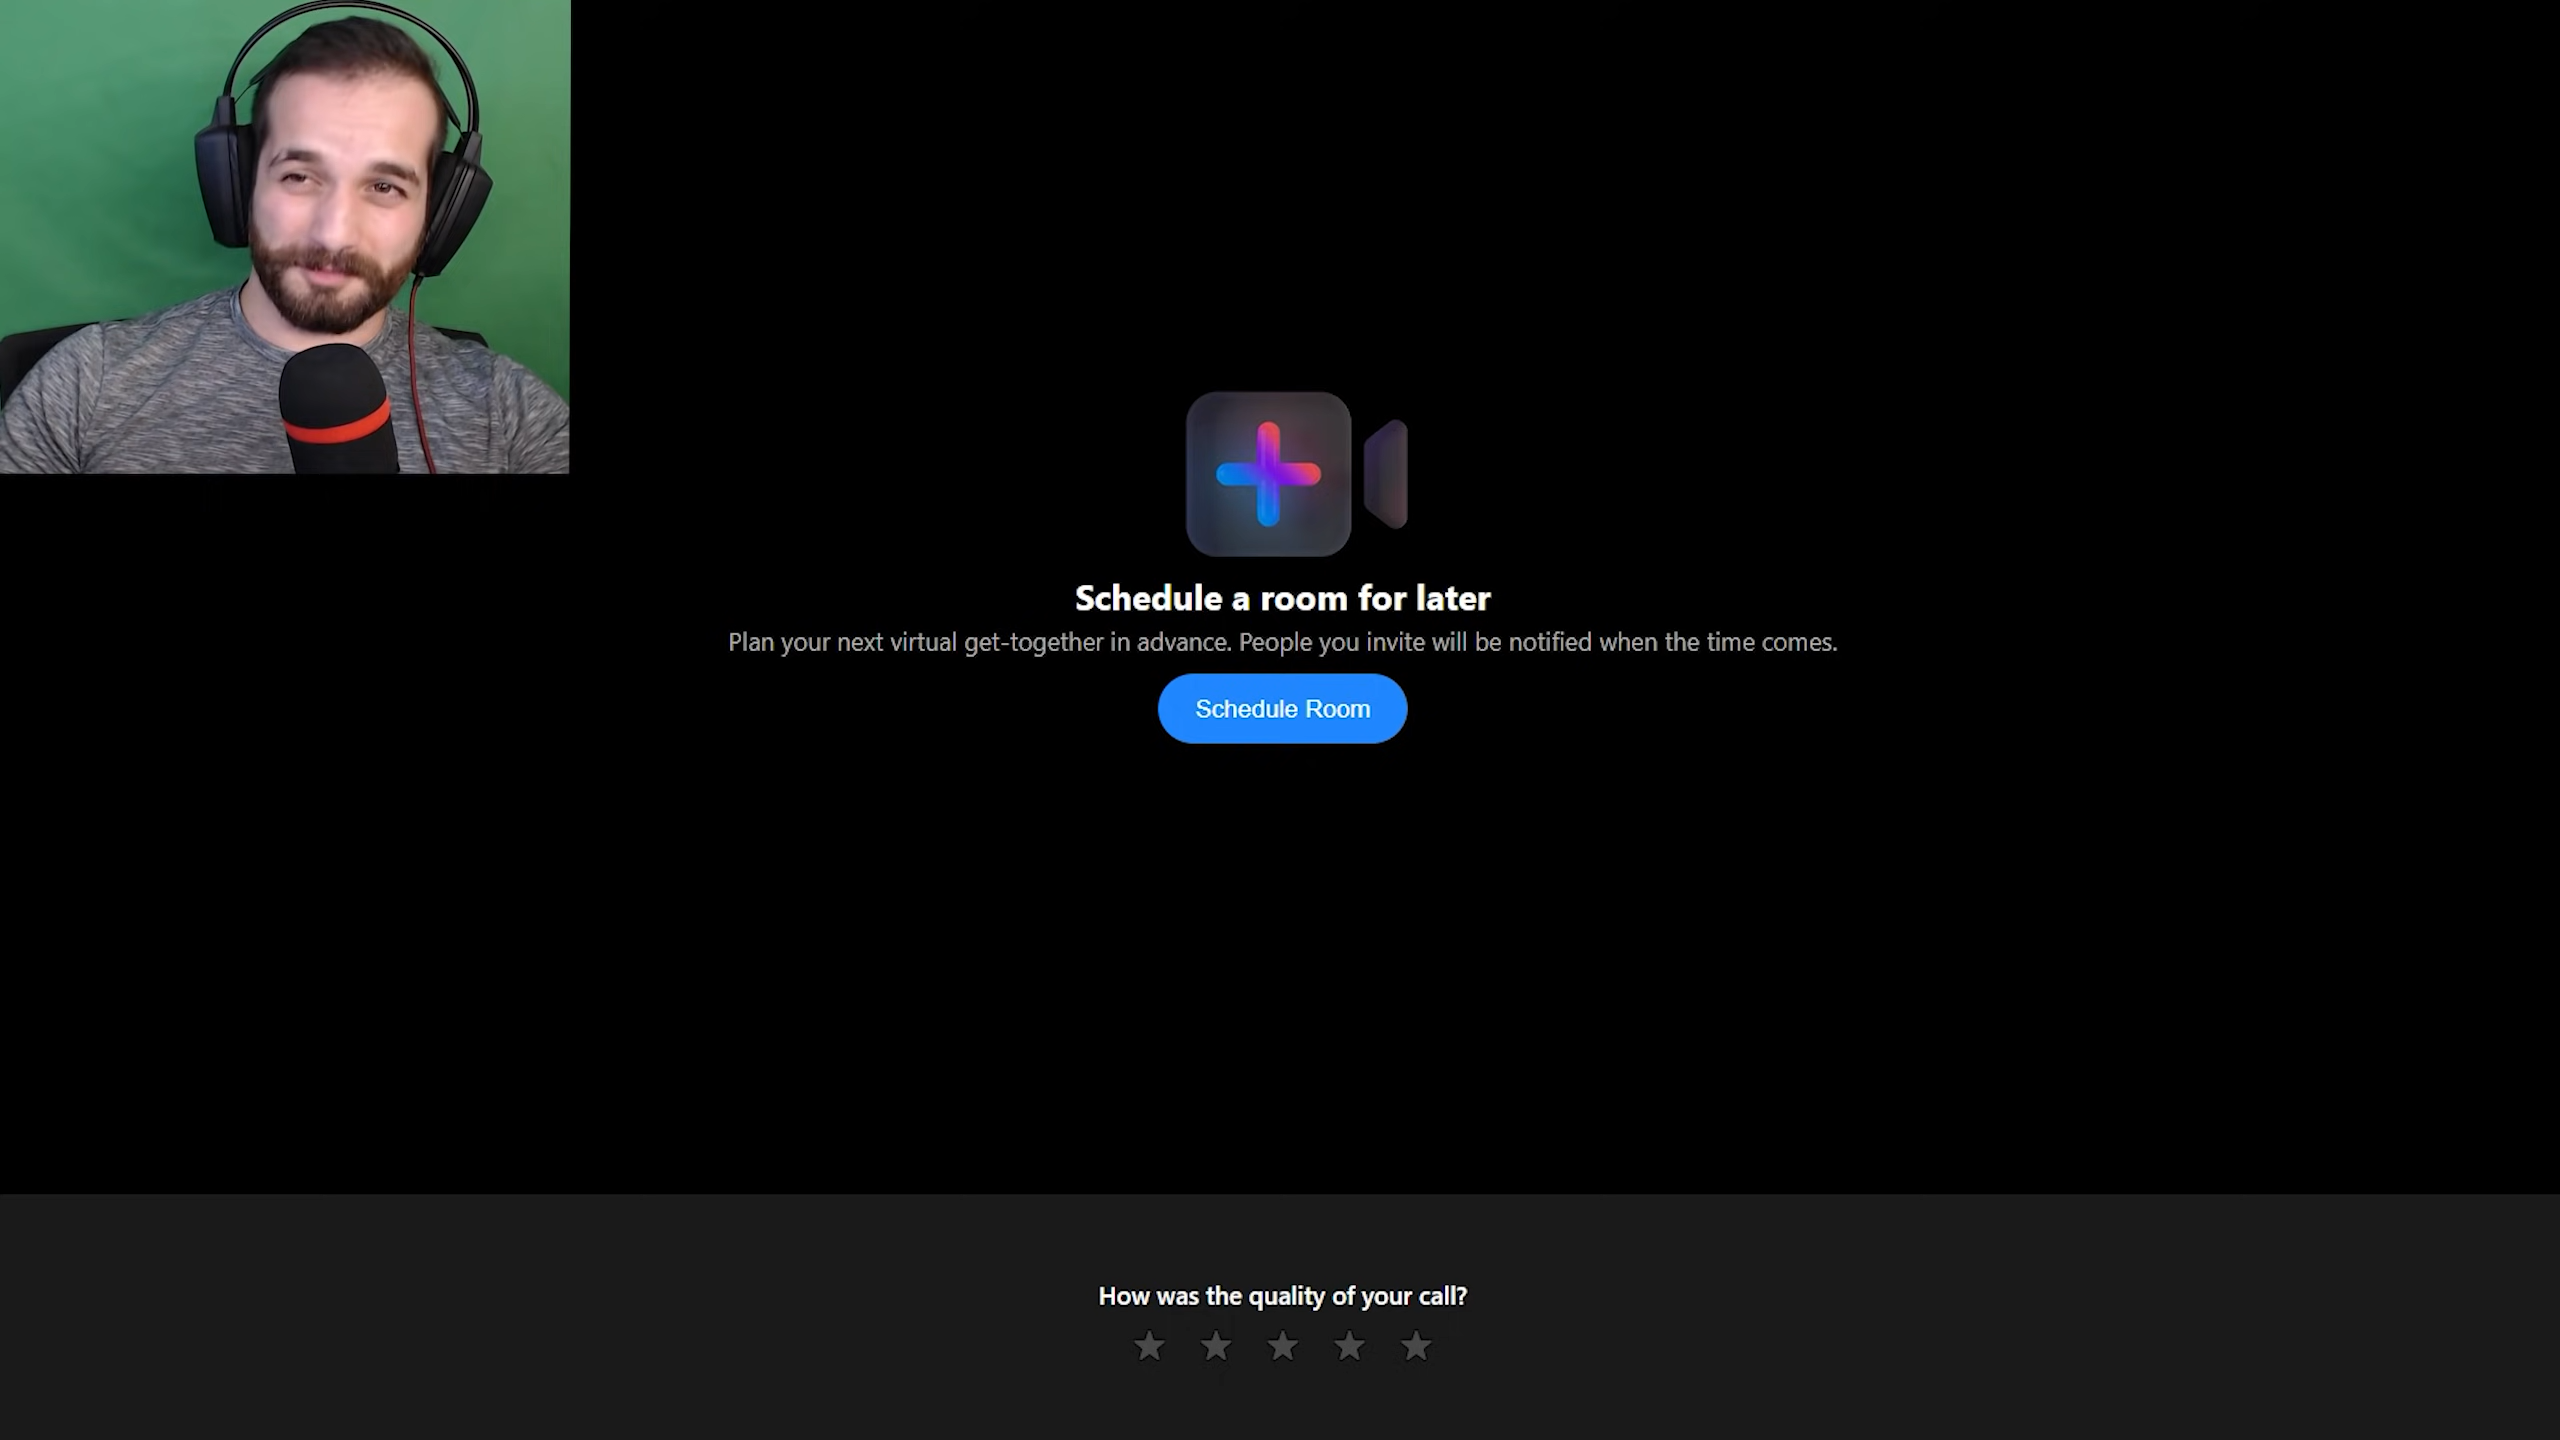 Schedule a room for later
Plan your next virtual get-together in advance. People you invite will be notified when the time comes.
Schedule Room
How was the quality of your call?